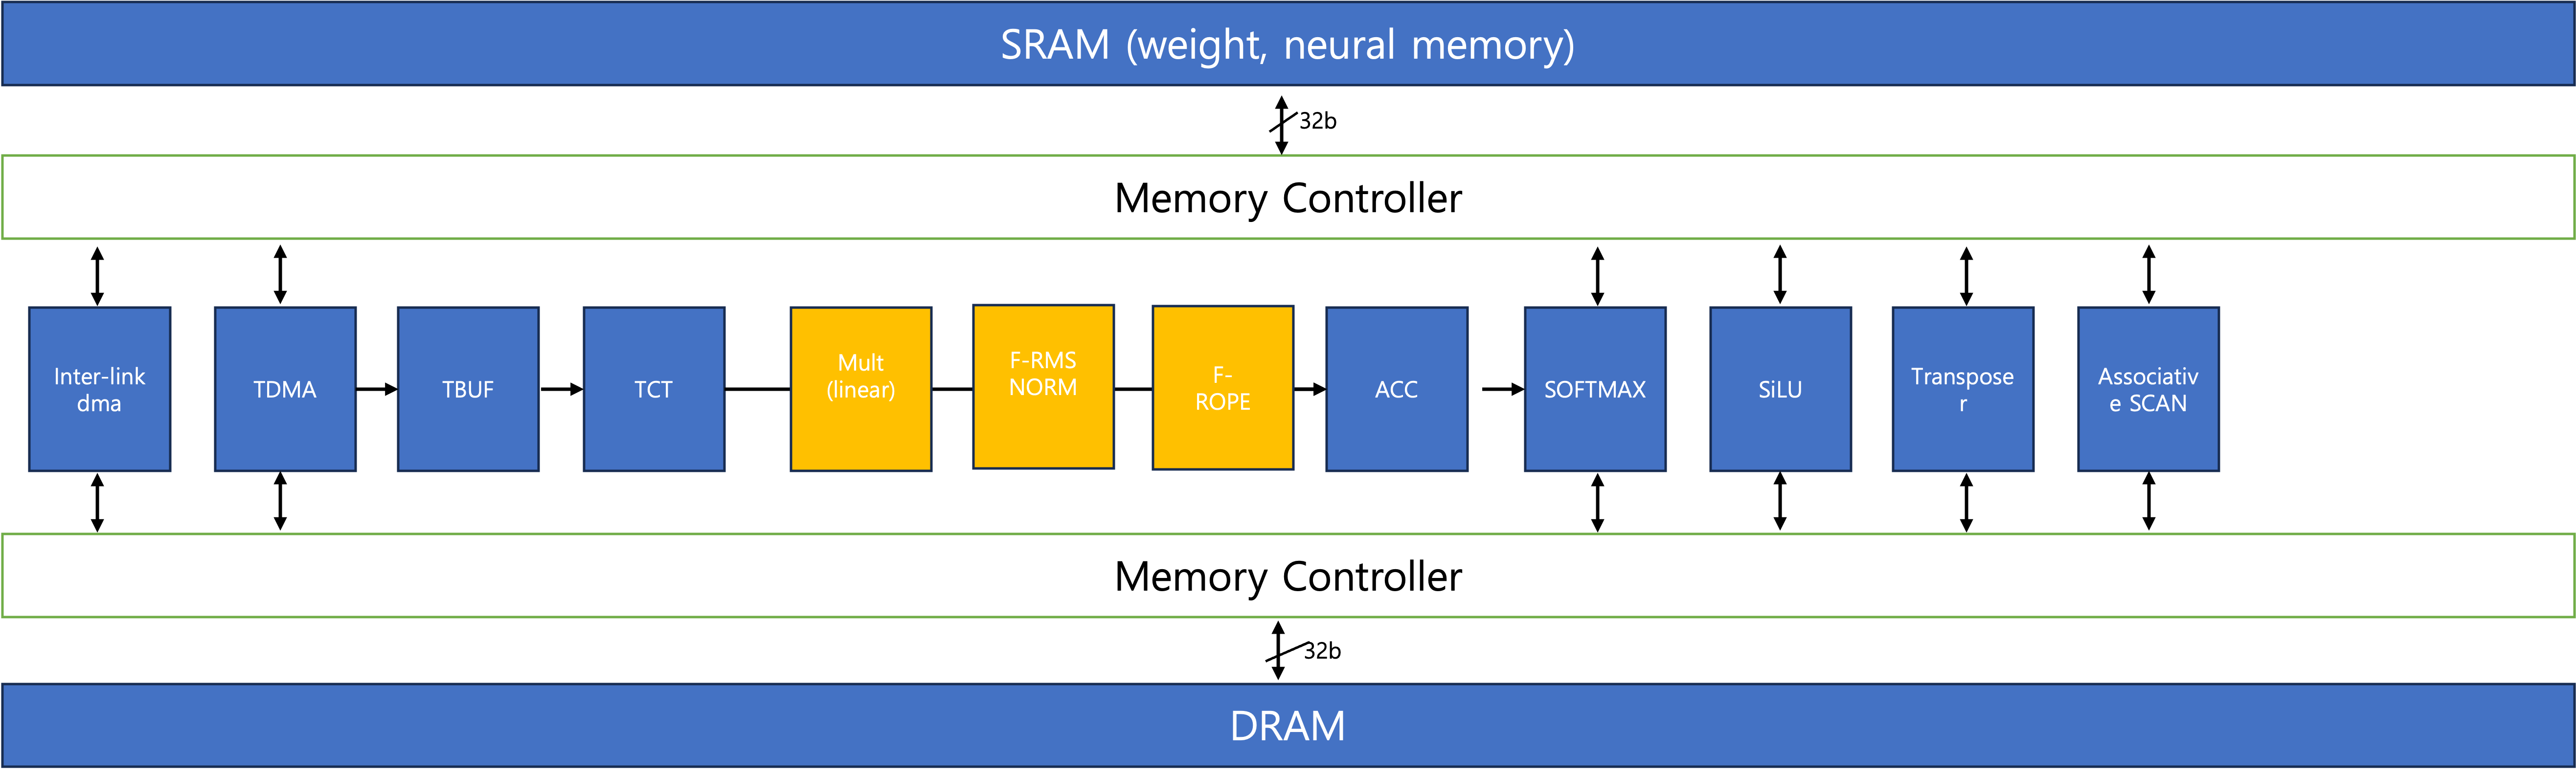 SRAM (weight, neural memory)
32b
Memory Controller
Inter-link
dma
TDMA
TBUF
TCT
Mult
(linear)
F-RMS
NORM
F-
ROPE
ACC
SOFTMAX
SiLU
Transpose
r
Associativ
e SCAN
Memory Controller
32b
DRAM